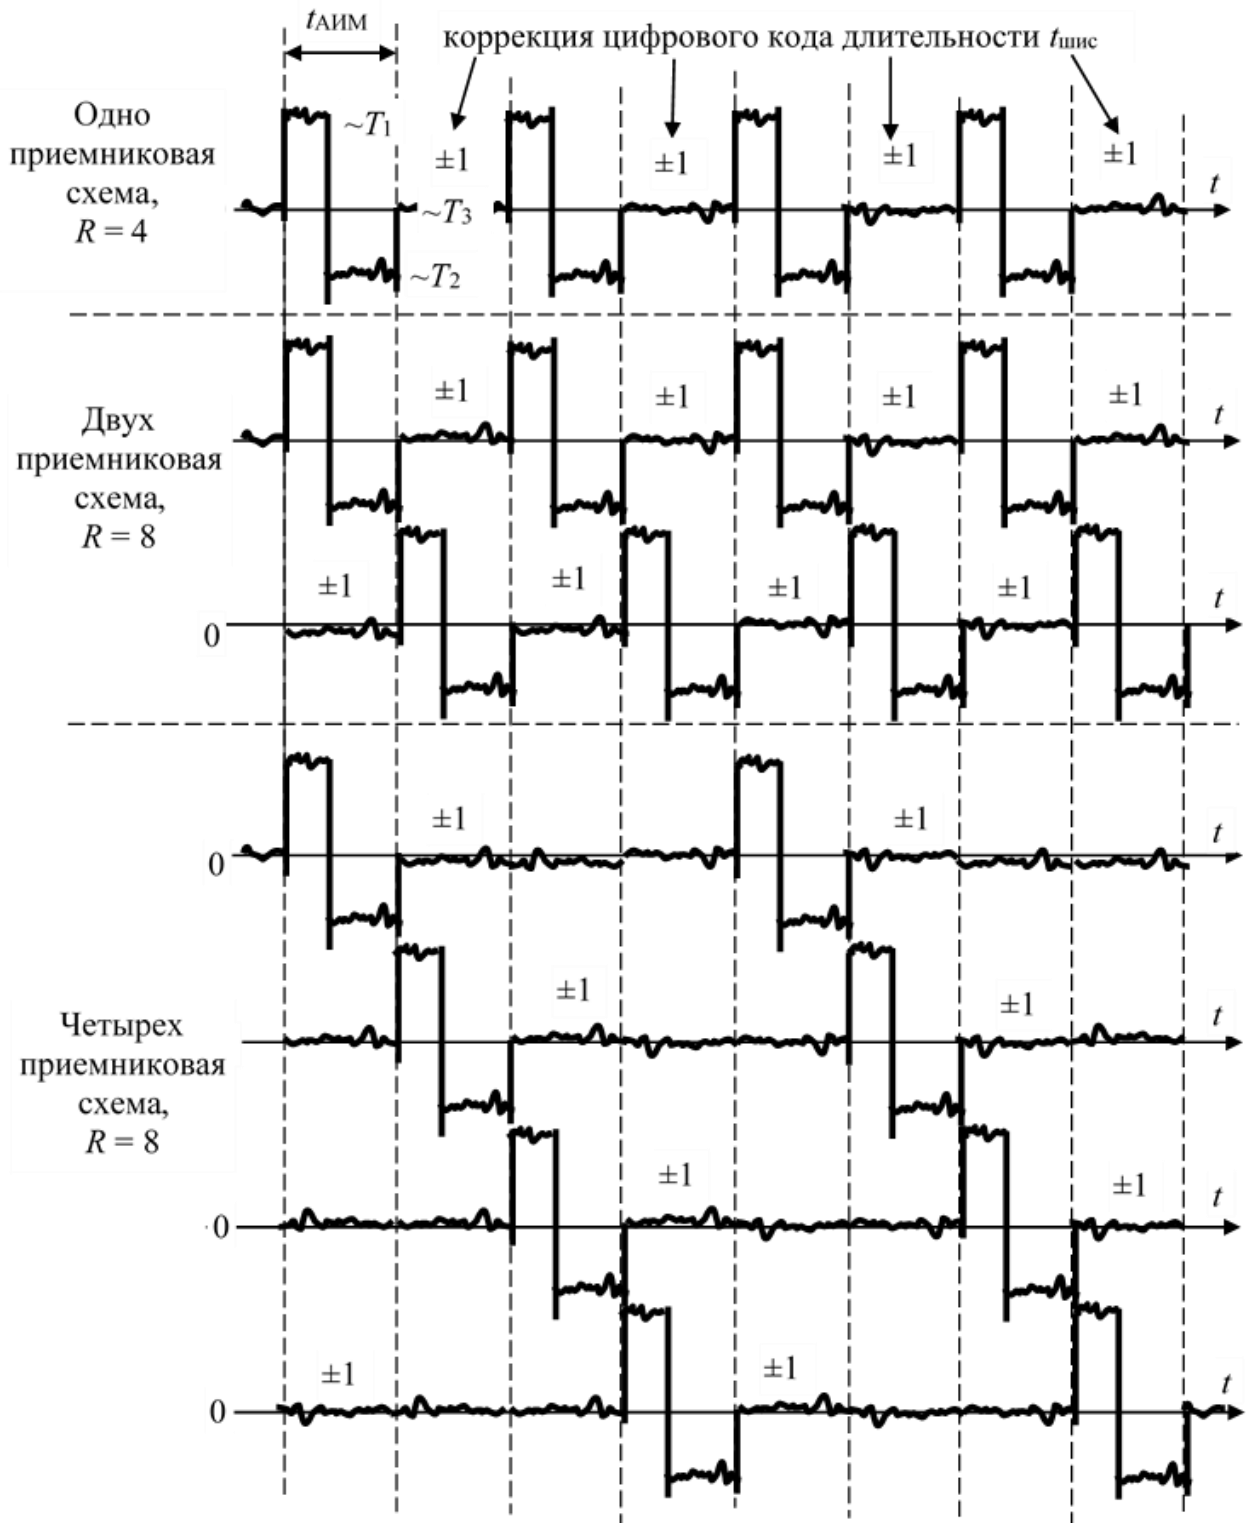 tАИМ
коррекция цифрового кода длительности tшис
Одно
приемниковая
схема,
R = 4
~T1
±1
±1
±1
±1
t
~T3
~T2
Двух
приемниковая
схема,
R = 8
±1
±1
±1
±1
t
±1
±1
±1
±1
t
0
±1
±1
t
0
Четырех
приемниковая
схема,
R = 8
±1
±1
t
±1
±1
t
0
±1
±1
t
0